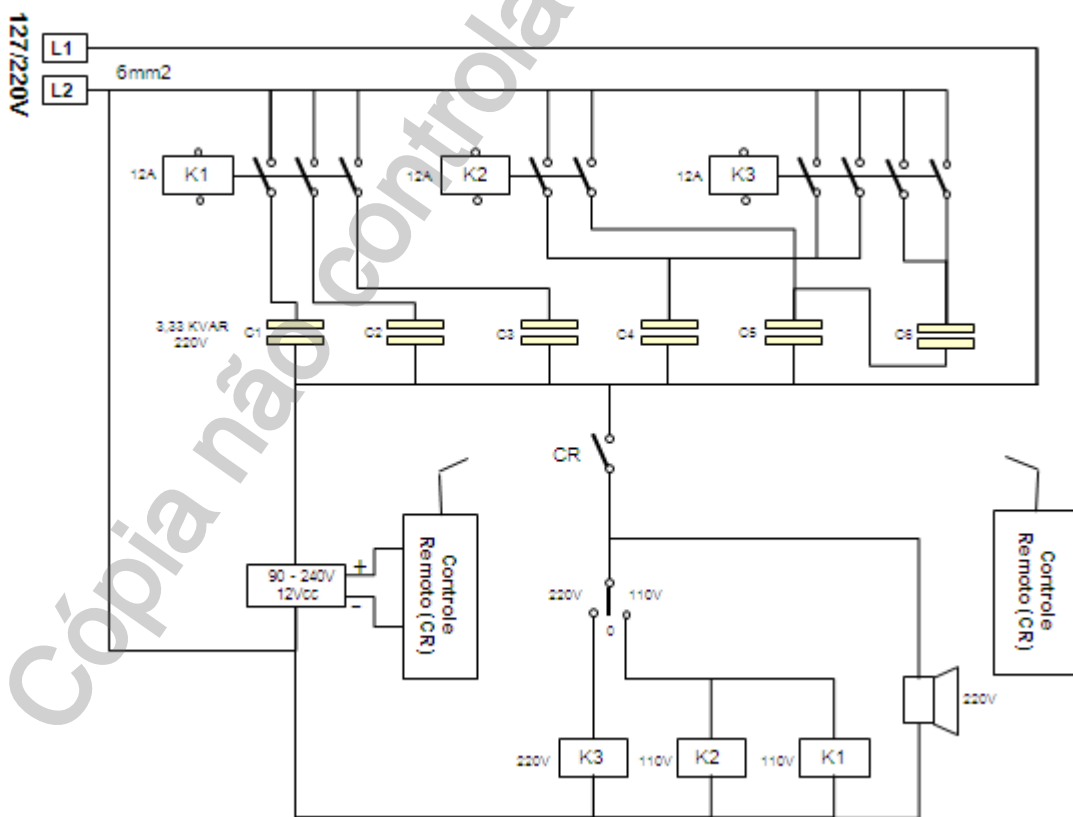 127/220V
L1
L2
6mm2
12A
K1
12A
K2
12A
K3
3,33 KVAR
220V
C1
C2
C3
C4
C5
C6
CR
90 - 240V
12Vcc
+
-
Controle
Remoto (CR)
220V
110V
0
Controle
Remoto (CR)
220V
220V
K3
110V
K2
110V
K1
Cópia não controla